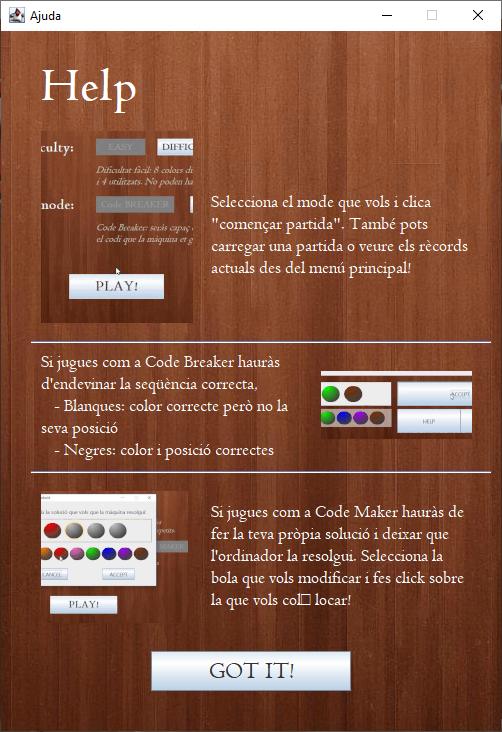 Ajuda
Help
culty:
EASY
DIFFIC
Dificultat fàcil: 8 colors di
i 4 utilitzats. No poden ha
mode:
Code BREAKER
Code Breaker: seràs capaç
el codi que la màquina et g
PLAY!
Selecciona el mode que vols i clica
"començar partida". També pots
carregar una partida o veure els rècords
actuals des del menú principal!
Si jugues com a Code Breaker hauràs
d'endevinar la seqüència correcta,
- Blanques: color correcte però no la
seva posició
- Negres: color i posició correctes
ACCEPT
HELP
la solució que vols que la màquina resolgui
CANCEL
ACCEPT
PLAY!
Si jugues com a Code Maker hauràs de
fer la teva pròpia solució i deixar que
l'ordinador la resolgui. Selecciona la
bola que vols modificar i fes click sobre
la que vols col□ locar!
GOT IT!